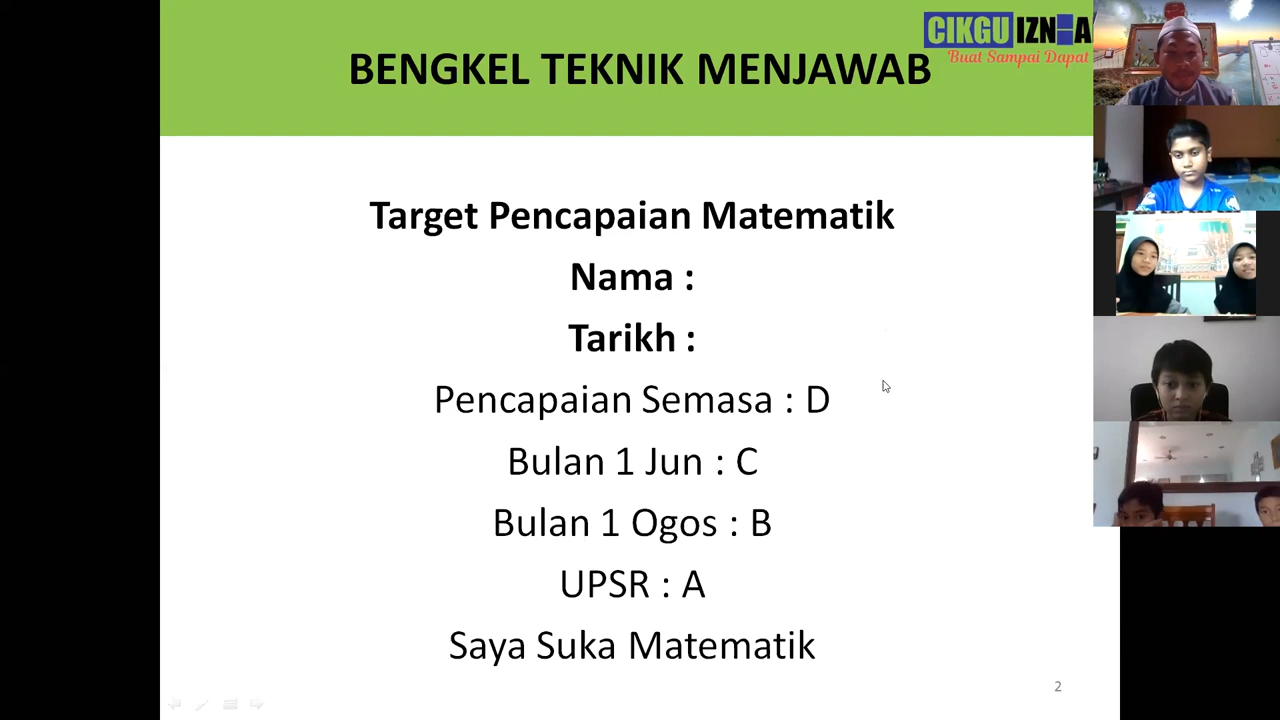 CIKGU IZNIA
Buat Sampai Dapat
BENGKEL TEKNIK MENJAWAB
Target Pencapaian Matematik
Nama :
Tarikh :
Pencapaian Semasa : D
Bulan 1 Jun : C
Bulan 1 Ogos : B
UPSR : A
Saya Suka Matematik
2